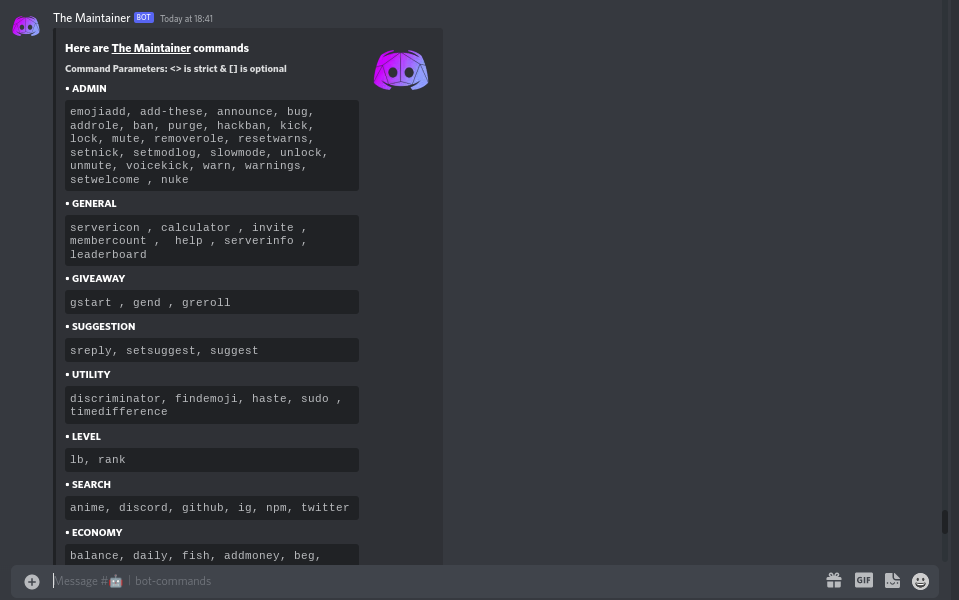 The Maintainer BOT Today at 18:41
Here are The Maintainer commands
Command Parameters: <> is strict & [] is optional
• ADMIN
emojiadd, add-these, announce, bug,
addrole, ban, purge, hackban, kick,
lock, mute, removerole, resetwarns,
setnick, setmodlog, slowmode, unlock,
unmute, voicekick, warn, warnings,
setwelcome , nuke
• GENERAL
servericon , calculator , invite ,
membercount ,  help , serverinfo ,
leaderboard
• GIVEAWAY
gstart , gend , greroll
• SUGGESTION
sreply, setsuggest, suggest
• UTILITY
discriminator, findemoji, haste, sudo ,
timedifference
• LEVEL
lb, rank
• SEARCH
anime, discord, github, ig, npm, twitter
• ECONOMY
balance, daily, fish, addmoney, beg,
Message #🤖 | bot-commands
GIF